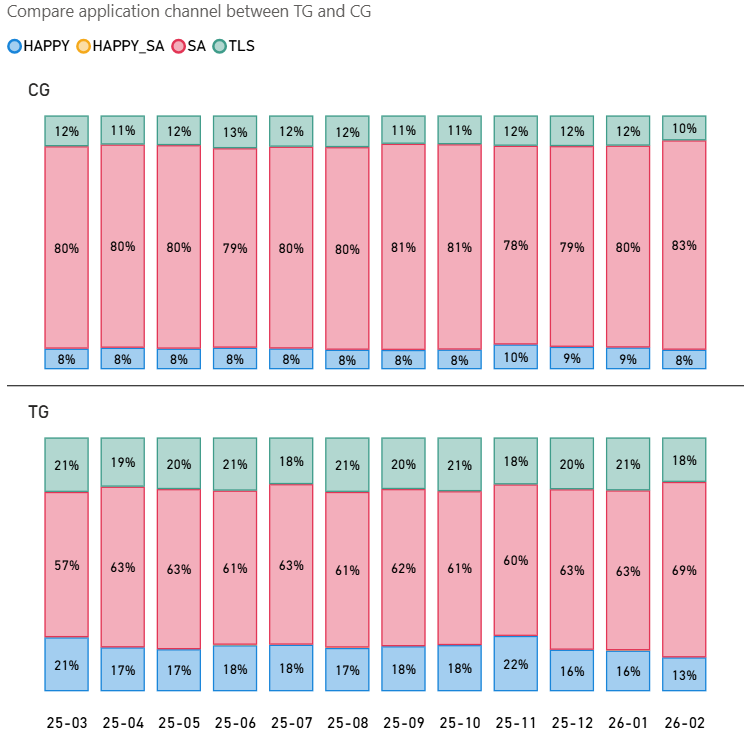 Compare application channel between TG and CG
HAPPY HAPPY_SA SA TLS
CG
12% 11% 12% 13% 12% 12% 11% 11% 12% 12% 12% 10%
80% 80% 80% 79% 80% 80% 81% 81% 78% 79% 80% 83%
8% 8% 8% 8% 8% 8% 8% 8% 10% 9% 9% 8%
TG
21% 19% 20% 21% 18% 21% 20% 21% 18% 20% 21% 18%
57% 63% 63% 61% 63% 61% 62% 61% 60% 63% 63% 69%
21% 17% 17% 18% 18% 17% 18% 18% 22% 16% 16% 13%
25-03 25-04 25-05 25-06 25-07 25-08 25-09 25-10 25-11 25-12 26-01 26-02